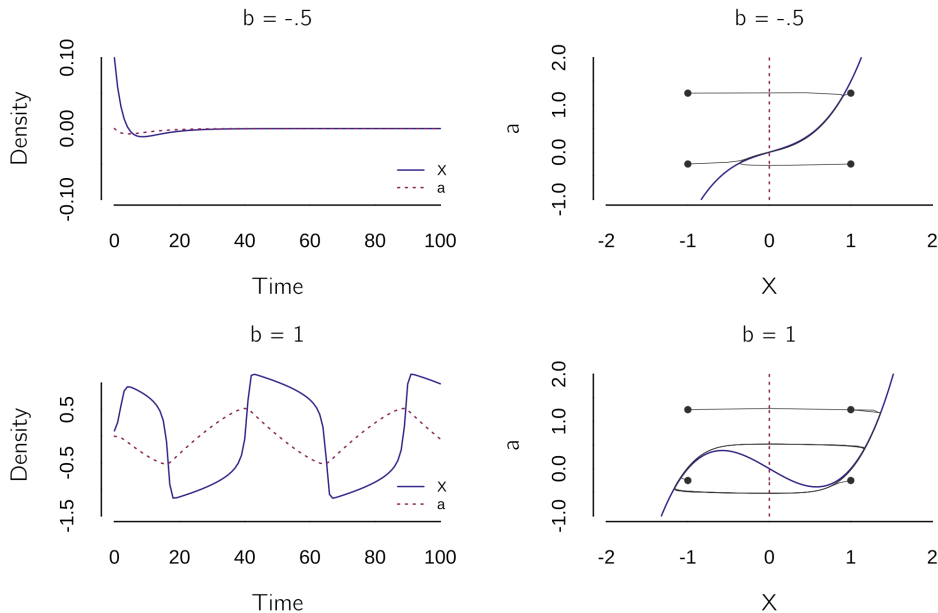 b = -.5
Density
0.10
0.00
-0.10
X
a
0 20 40 60 80 100
Time
b = -.5
a
2.0
1.0
0.0
-1.0
-2 -1 0 1 2
X
b = 1
Density
0.5
-0.5
-1.5
X
a
0 20 40 60 80 100
Time
b = 1
a
2.0
1.0
0.0
-1.0
-2 -1 0 1 2
X